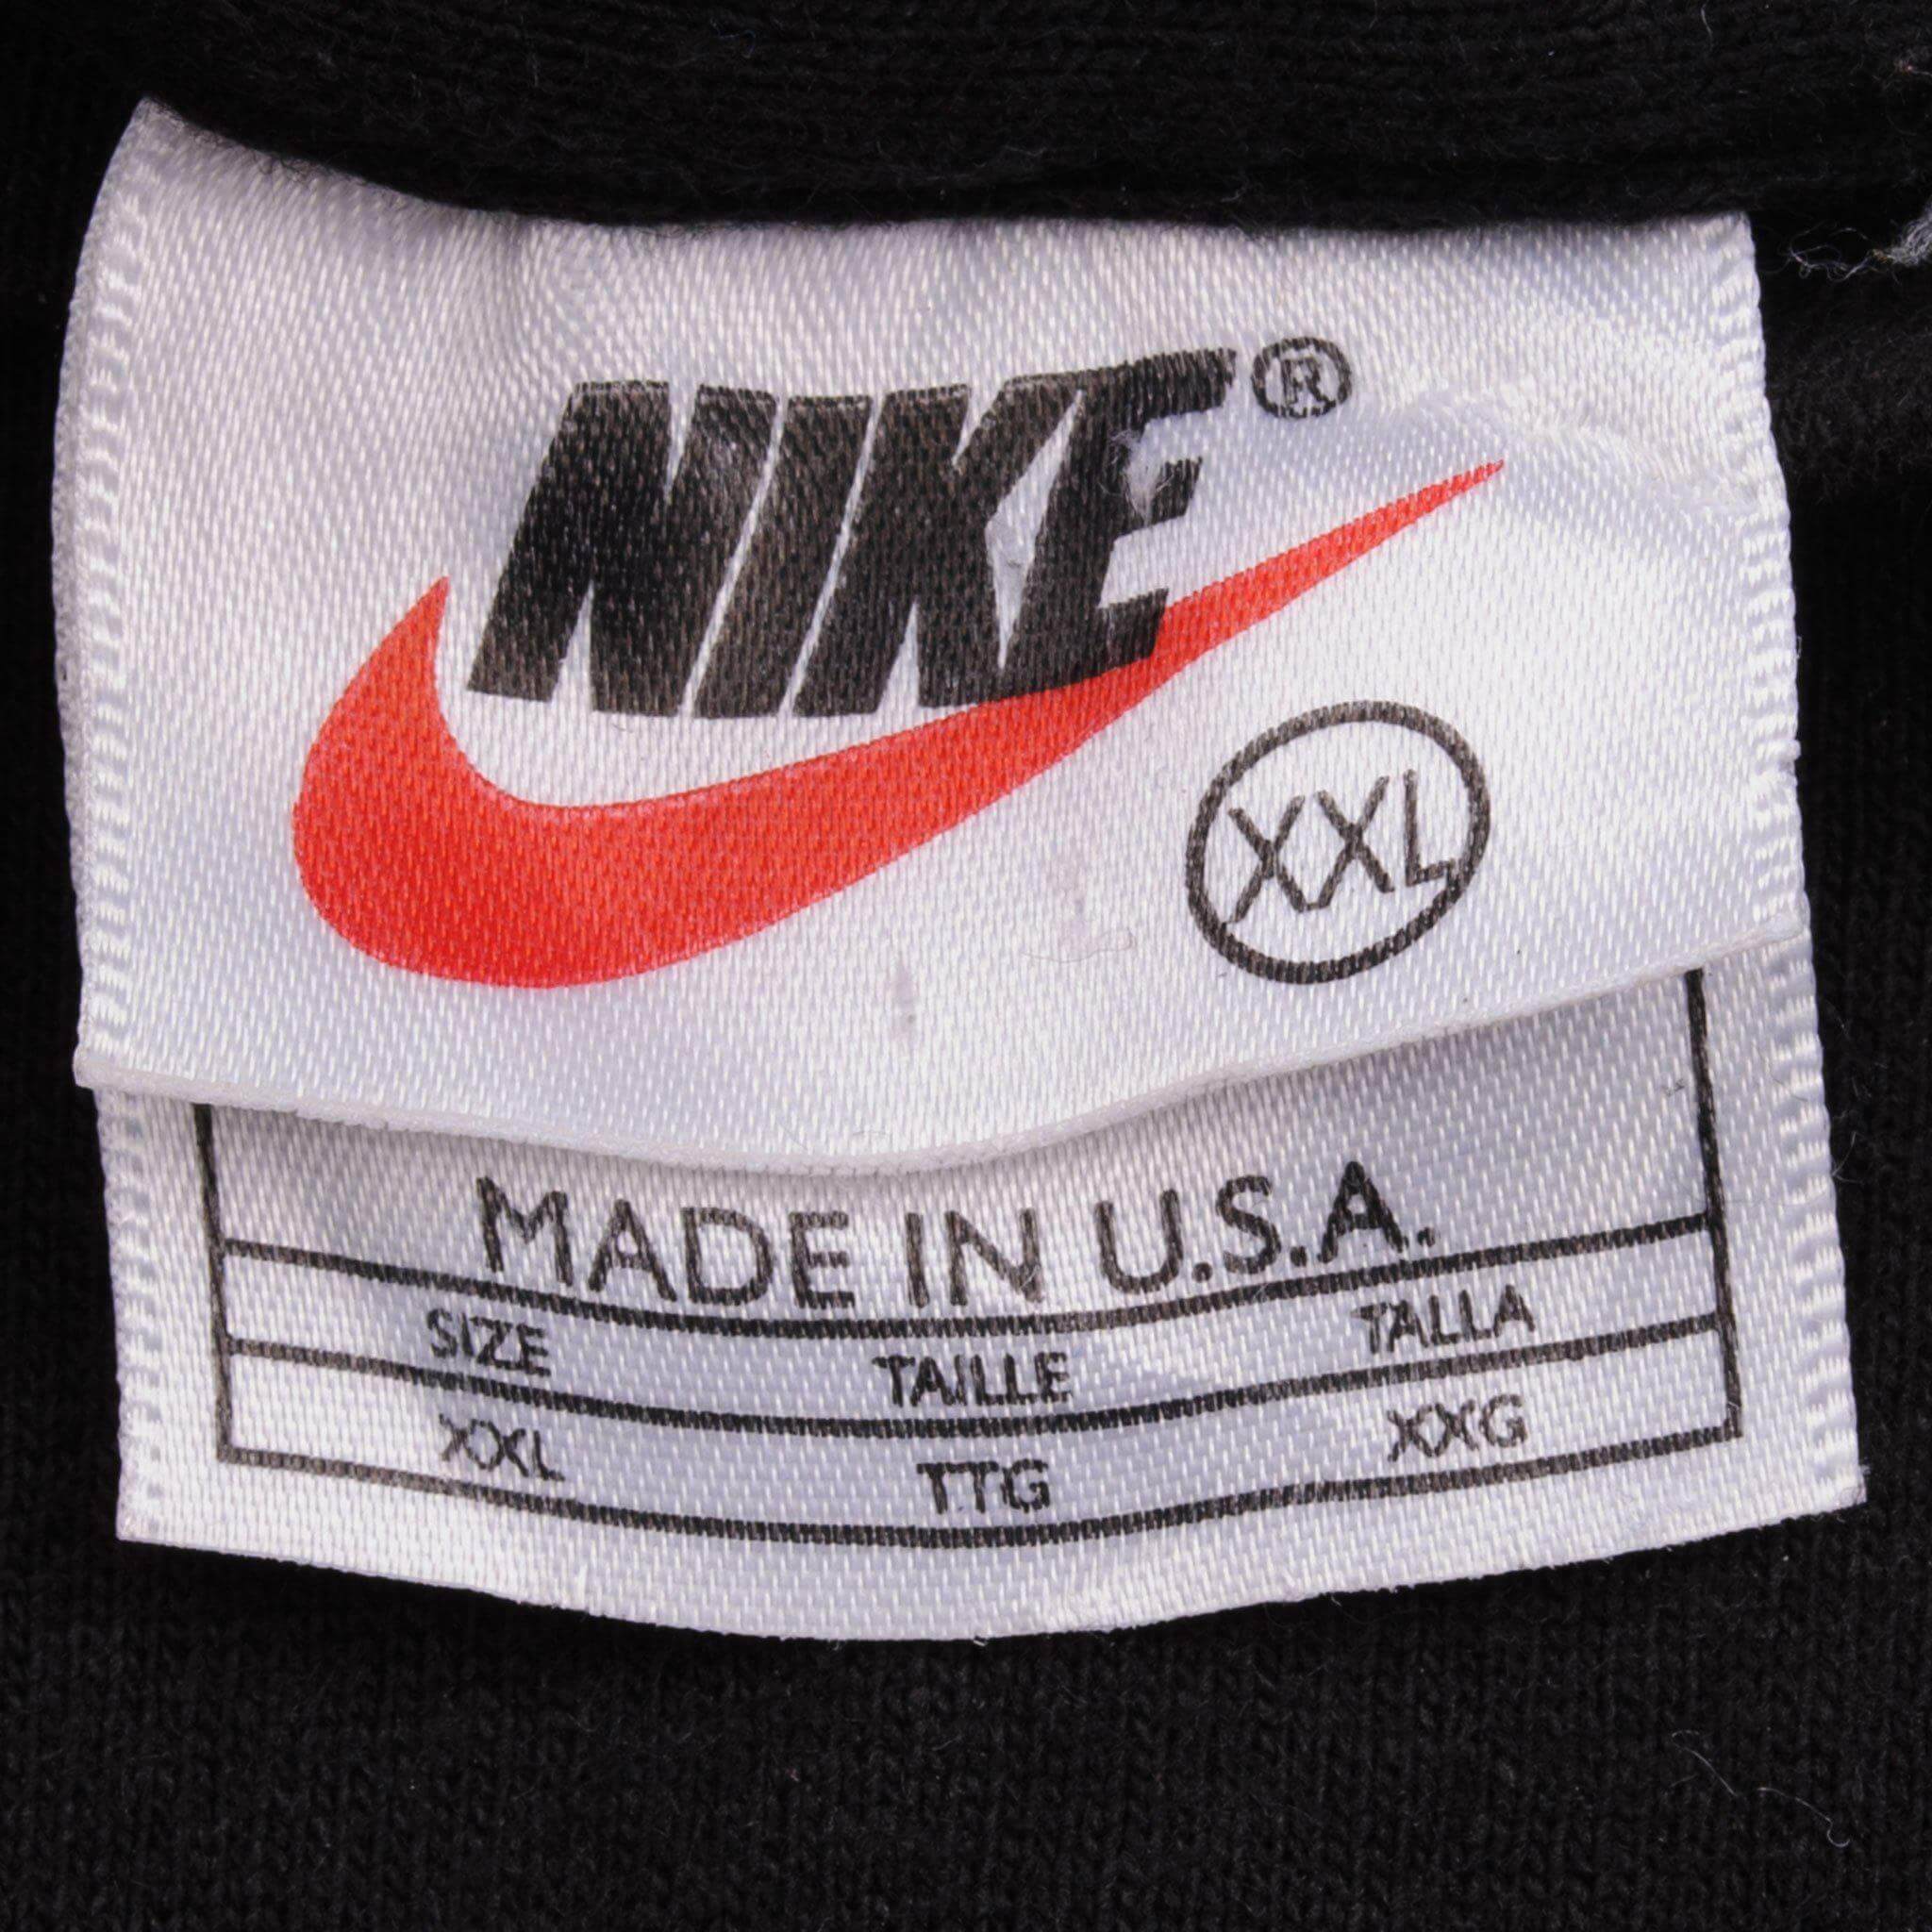 NIKE®
XXL
MADE IN U.S.A.
SIZE TAILLE TALLA
XXL TTG XXG